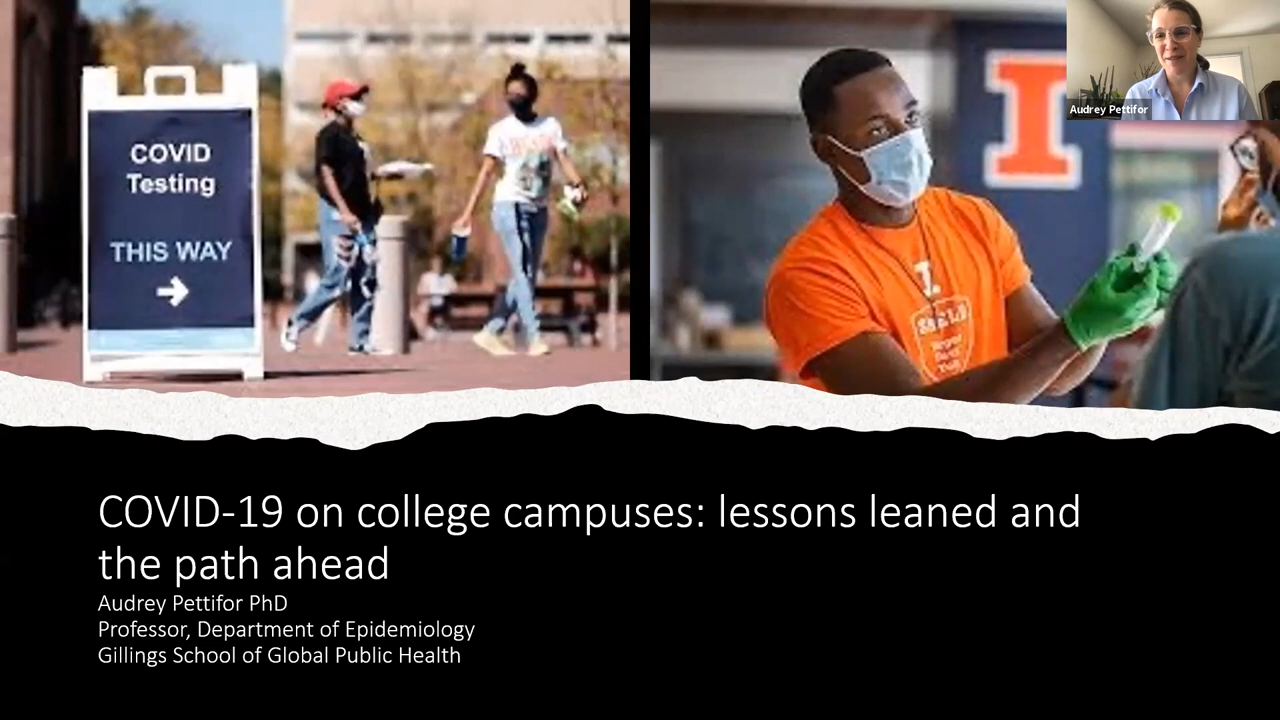 COVID
Testing
THIS WAY
I
Audrey Pettifor
I
COVID-19 on college campuses: lessons leaned and
the path ahead
Audrey Pettifor PhD
Professor, Department of Epidemiology
Gillings School of Global Public Health